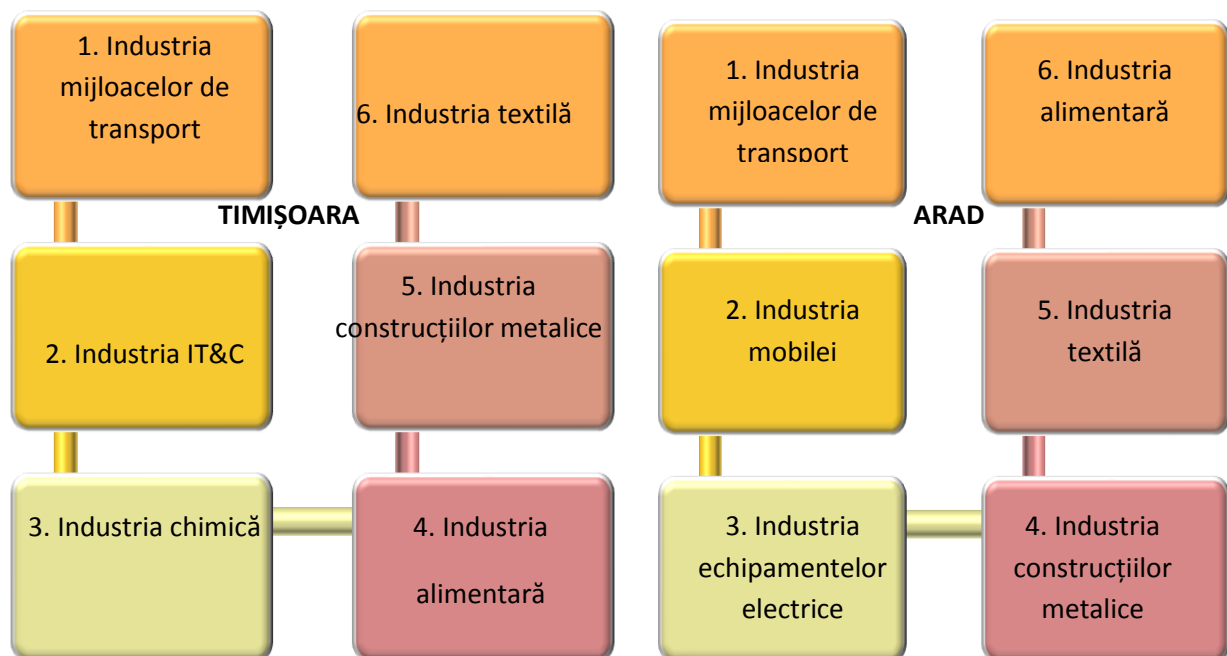 1. Industria
mijloacelor de
transport
6. Industria textilă
TIMIȘOARA
2. Industria IT&C
5. Industria
construcțiilor metalice
3. Industria chimică
4. Industria
alimentară
1. Industria
mijloacelor de
transport
6. Industria
alimentară
ARAD
2. Industria
mobilei
5. Industria
textilă
3. Industria
echipamentelor
electrice
4. Industria
construcțiilor
metalice